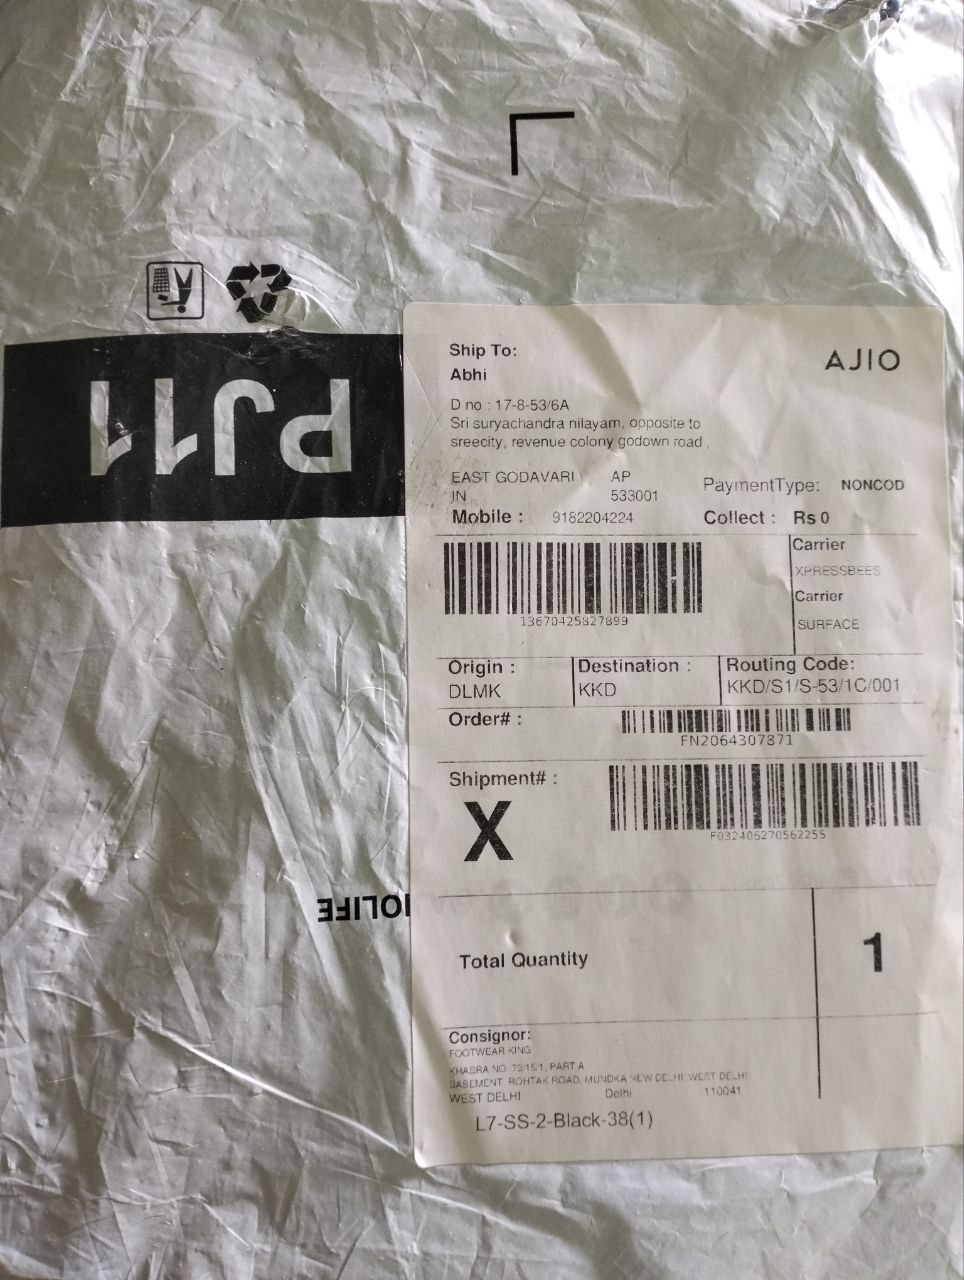 PJ11
HOLIFE
AJIO
Ship To:
Abhi
D no : 17-8-53/6A
Sri suryachandra nilayam, opposite to
sreecity, revenue colony godown road ,
EAST GODAVARI AP
IN 533001
PaymentType: NONCOD
Mobile : 9182204224
Collect : Rs 0
13670425827899
Carrier
XPRESSBEES
Carrier
SURFACE
Origin :
DLMK
Destination :
KKD
Routing Code:
KKD/S1/S-53/1C/001
Order# :
FN2064307871
Shipment# :
X
F032406270562255
Total Quantity
1
Consignor:
FOOTWEAR KING
KHASRA NO. 73/15/1, PART A
BASEMENT, ROHTAK ROAD, MUNDKA NEW DELHI, WEST DELHI
WEST DELHI Delhi 110041
L7-SS-2-Black-38(1)